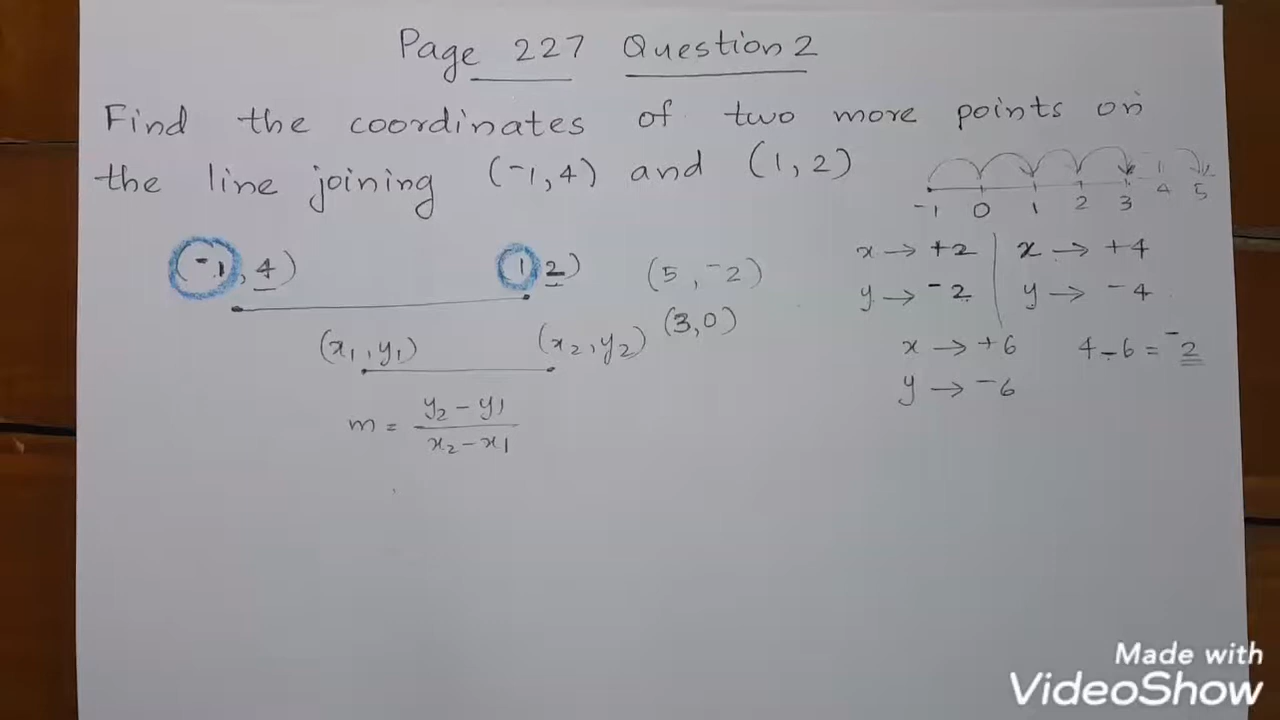 Page 227 Question 2
Find the coordinates of two more points on
the line joining (⁻1, 4) and (1, 2)
-1 0 1 2 3 4 5
(⁻1, 4) 1, 2) (5, ⁻2)
(3, 0)
x → +2 | x → +4
y → -2 | y → -4
x → +6 4-6 = ⁻2
y → -6
(x₁, y₁) (x₂, y₂)
m = y₂ - y₁ / x₂ - x₁
Made with
VideoShow